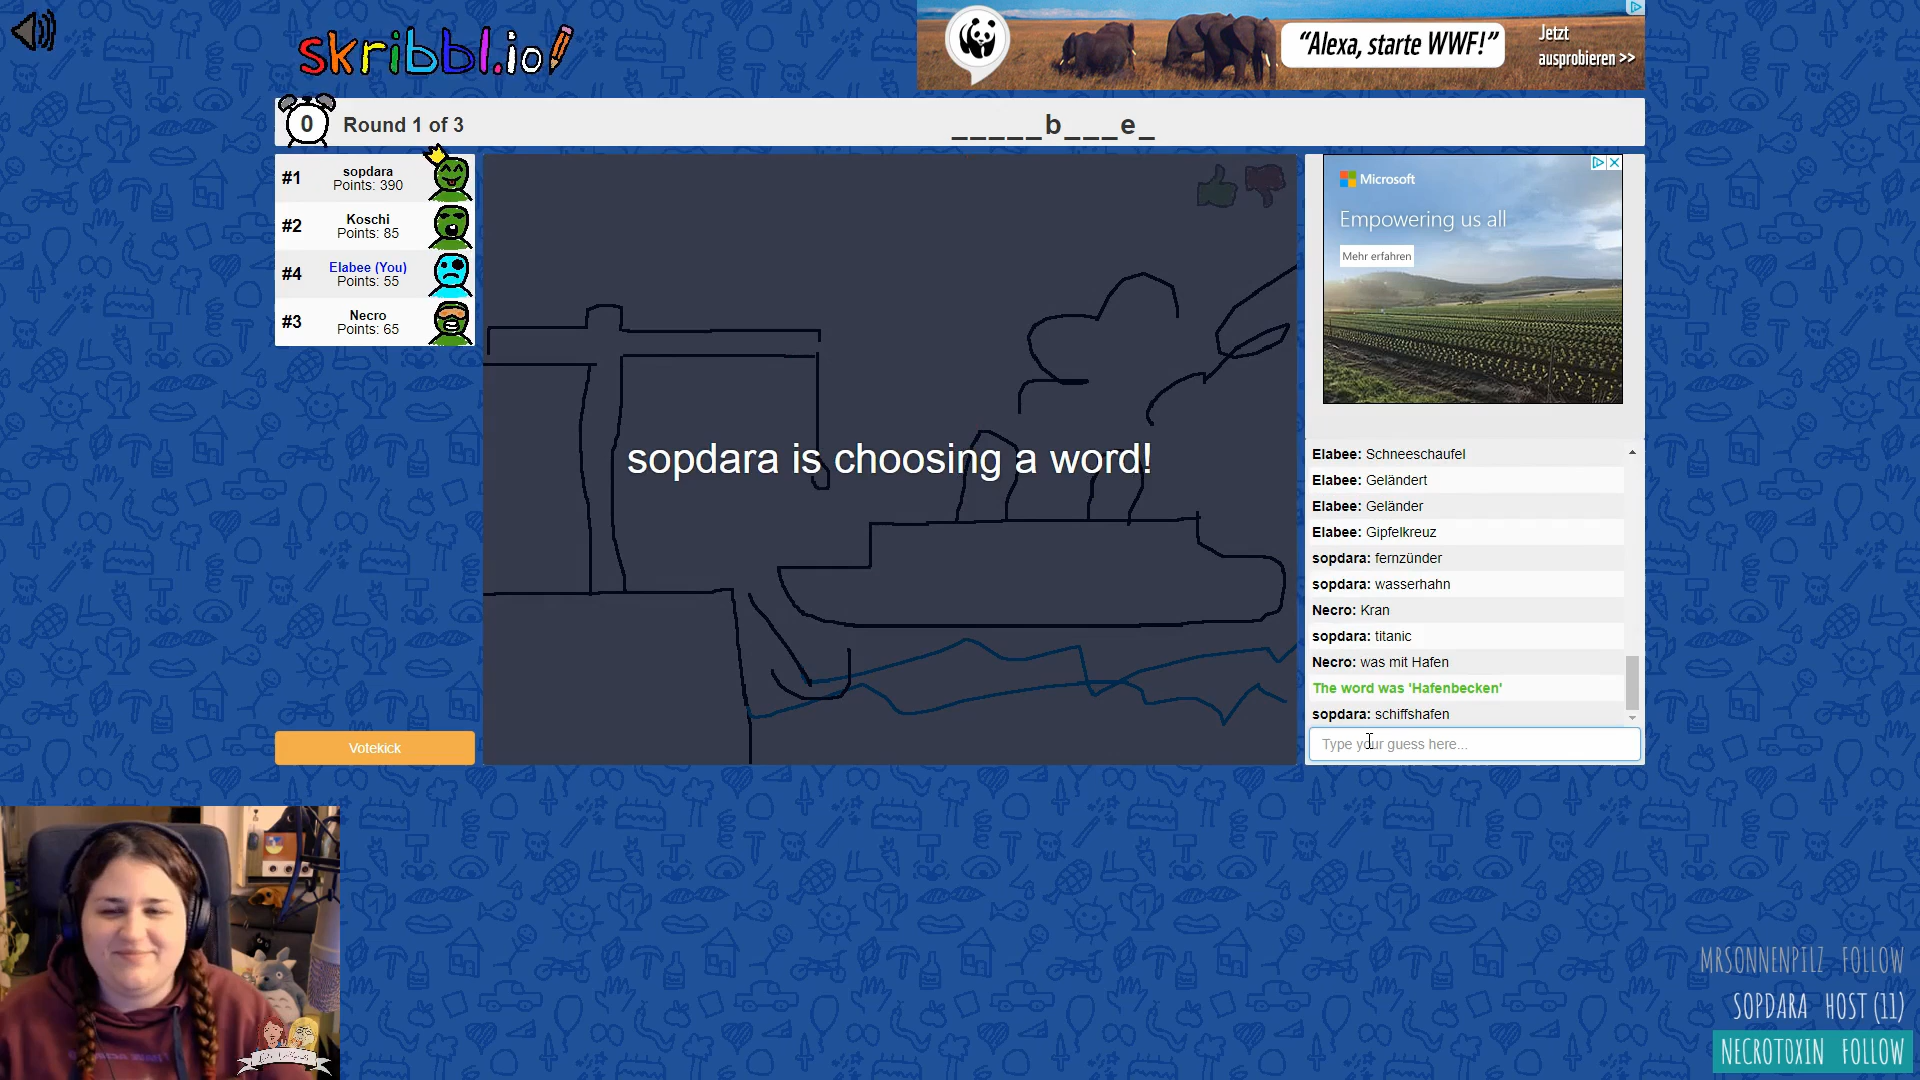 skribbl.io
"Alexa, starte WWF!"
Jetzt
ausprobieren >>
0
Round 1 of 3
_____b___e_
#1
sopdara
Points: 390
#2
Koschi
Points: 85
#4
Elabee (You)
Points: 55
#3
Necro
Points: 65
Votekick
sopdara is choosing a word!
Microsoft
Empowering us all
Mehr erfahren
Elabee: Schneeschaufel
Elabee: Geländert
Elabee: Geländer
Elabee: Gipfelkreuz
sopdara: fernzünder
sopdara: wasserhahn
Necro: Kran
sopdara: titanic
Necro: was mit Hafen
The word was 'Hafenbecken'
sopdara: schiffshafen
Type your guess here...
MRSONNENPILZ FOLLOW
SOPDARA HOST (11)
NECROTOXIN FOLLOW